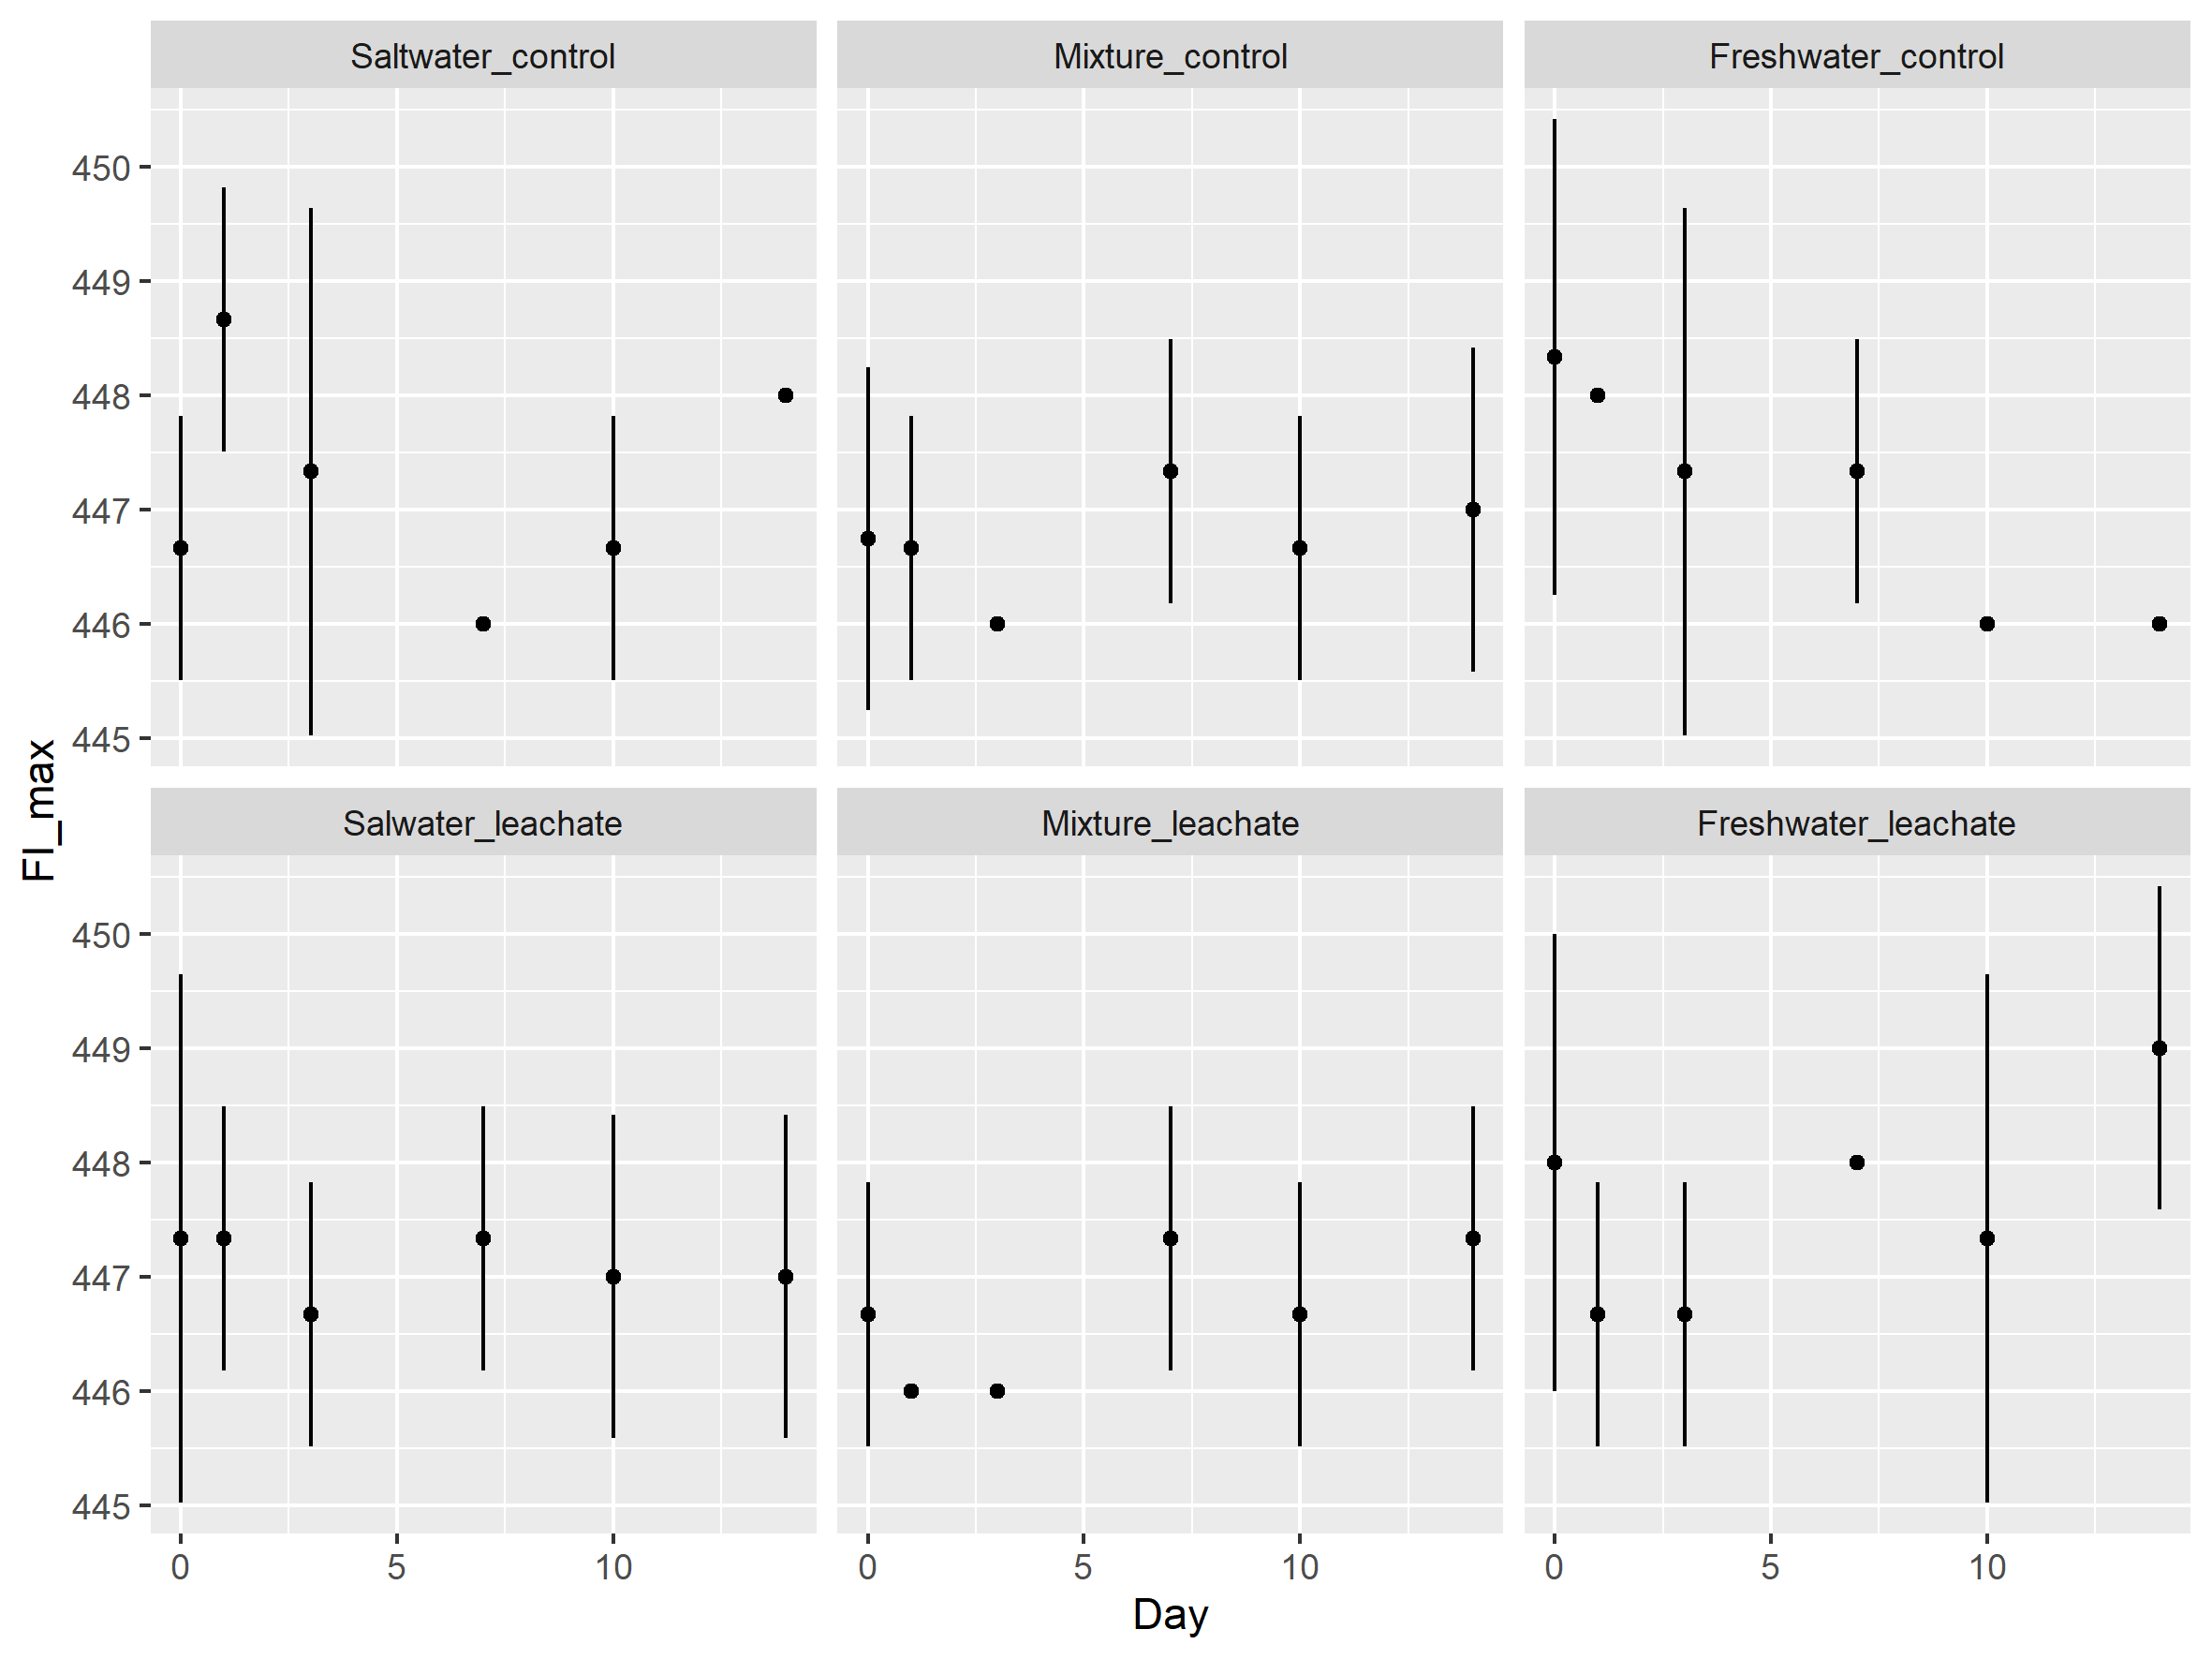 Saltwater_control Mixture_control Freshwater_control
450
449
448
447
446
445
FI_max
Salwater_leachate Mixture_leachate Freshwater_leachate
450
449
448
447
446
445
0 5 10 0 5 10 0 5 10
Day